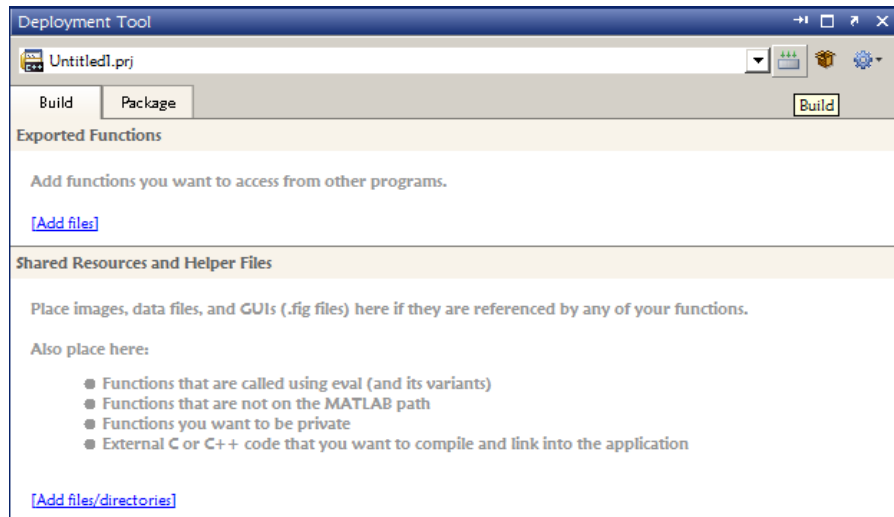 Deployment Tool
Untitled1.prj
Build
Package
Build
Exported Functions
Add functions you want to access from other programs.
[Add files]
Shared Resources and Helper Files
Place images, data files, and GUIs (.fig files) here if they are referenced by any of your functions.
Also place here:
Functions that are called using eval (and its variants)
Functions that are not on the MATLAB path
Functions you want to be private
External C or C++ code that you want to compile and link into the application
[Add files/directories]